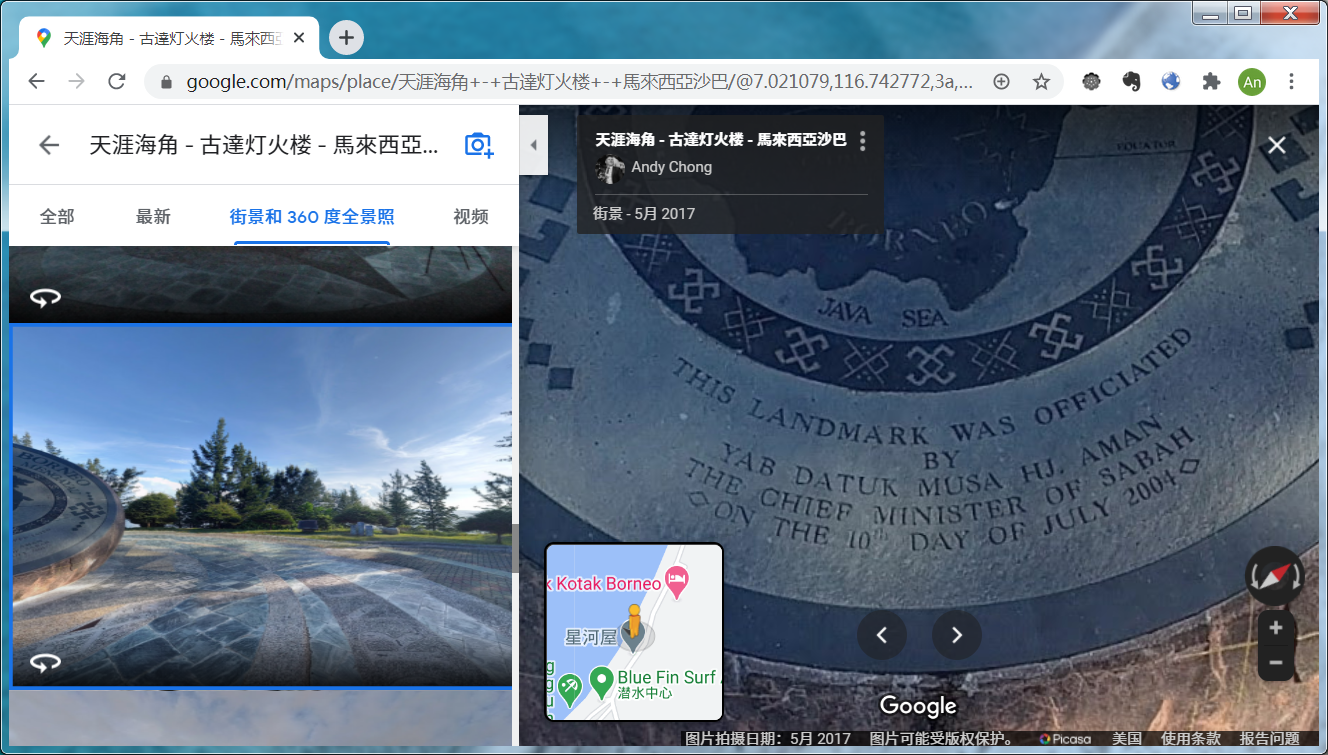 天涯海角 - 古達灯火楼 - 馬來西亞
google.com/maps/place/天涯海角+-+古達灯火楼+-+馬來西亞沙巴/@7.021079,116.742772,3a,...
An
天涯海角 - 古達灯火楼 - 馬來西亞...
全部
最新
街景和 360 度全景照
视频
BORNEO
天涯海角 - 古達灯火楼 - 馬來西亞沙巴
Andy Chong
街景 - 5月 2017
EQUATOR
BORNEO
JAVA SEA
THIS LANDMARK WAS OFFICIATED
BY
YAB DATUK MUSA HJ. AMAN
THE CHIEF MINISTER OF SABAH
ON THE 10th DAY OF JULY 2004
k Kotak Borneo
星河屋
Blue Fin Surf
潜水中心
Google
图片拍摄日期：5月 2017 图片可能受版权保护。 Picasa 美国 使用条款 报告问题